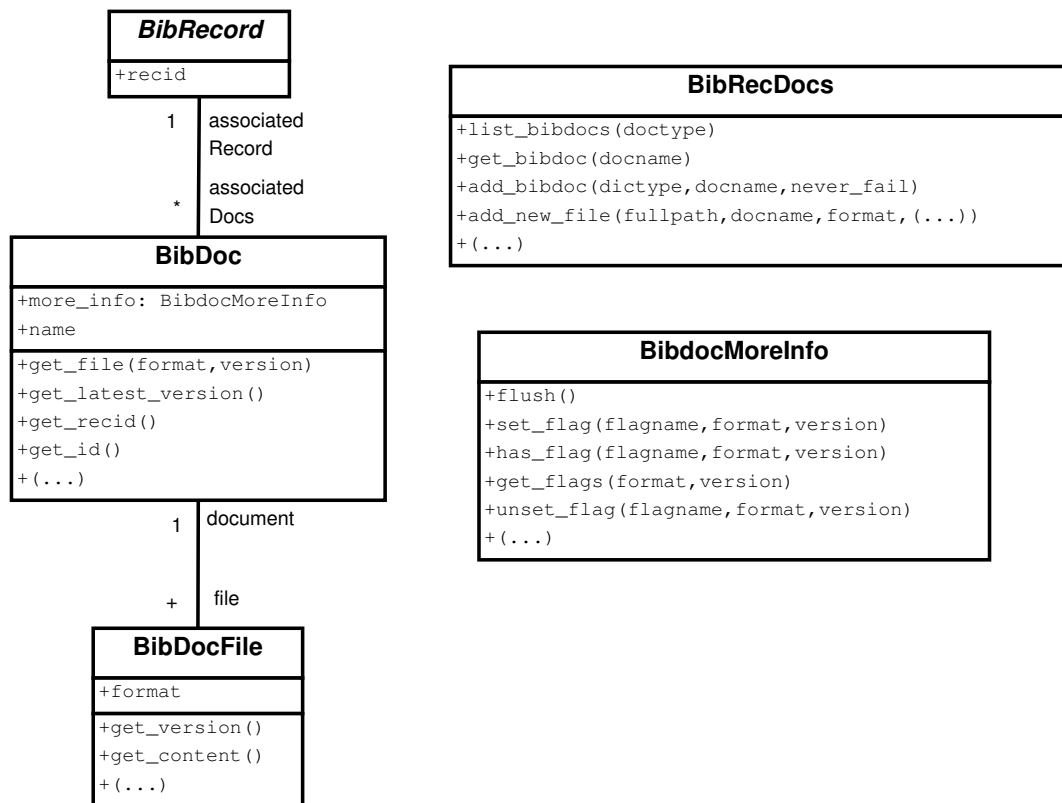 BibRecord
+recid
1
associated
Record
associated
*
Docs
BibDoc
+more_info: BibdocMoreInfo
+name
+get_file(format,version)
+get_latest_version()
+get_recid()
+get_id()
+(...)
1
document
+
file
BibDocFile
+format
+get_version()
+get_content()
+(...)
BibRecDocs
+list_bibdocs(doctype)
+get_bibdoc(docname)
+add_bibdoc(dictype,docname,never_fail)
+add_new_file(fullpath,docname,format,(...))
+(...)
BibdocMoreInfo
+flush()
+set_flag(flagname,format,version)
+has_flag(flagname,format,version)
+get_flags(format,version)
+unset_flag(flagname,format,version)
+(...)